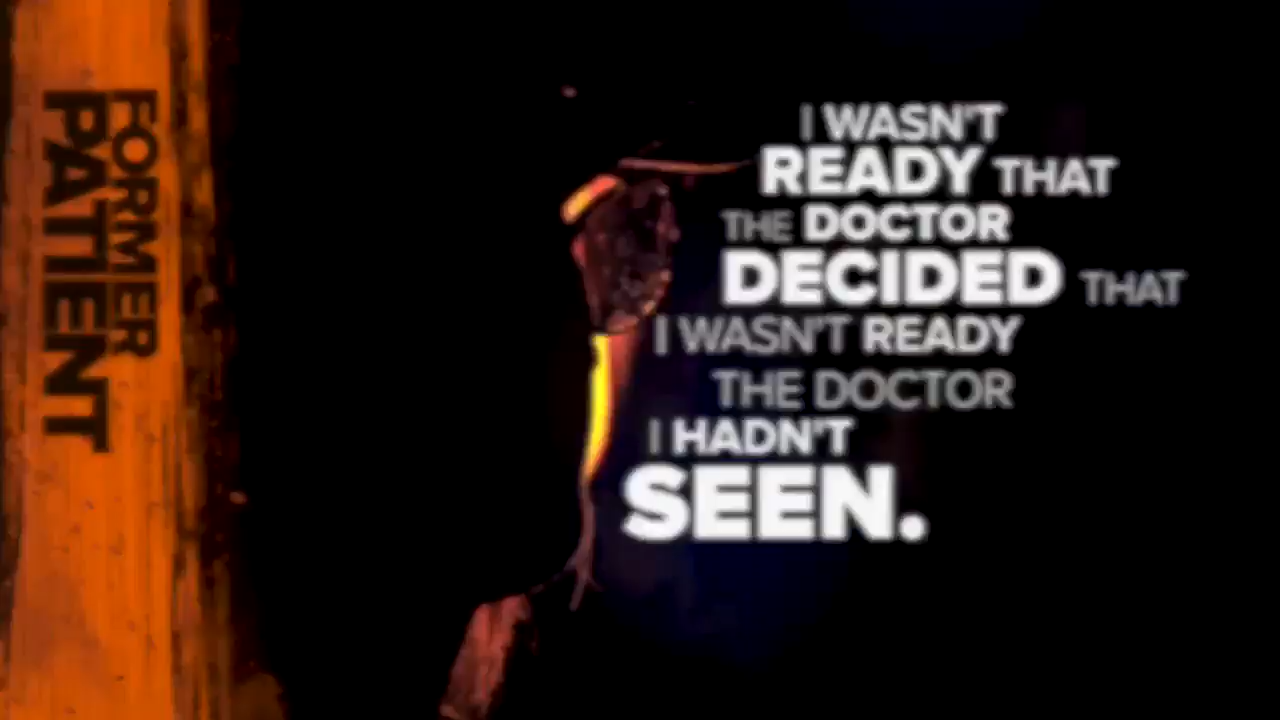 FORMER
PATIENT
I WASN'T
READY THAT
THE DOCTOR
DECIDED THAT
I WASN'T READY
THE DOCTOR
I HADN'T
SEEN.